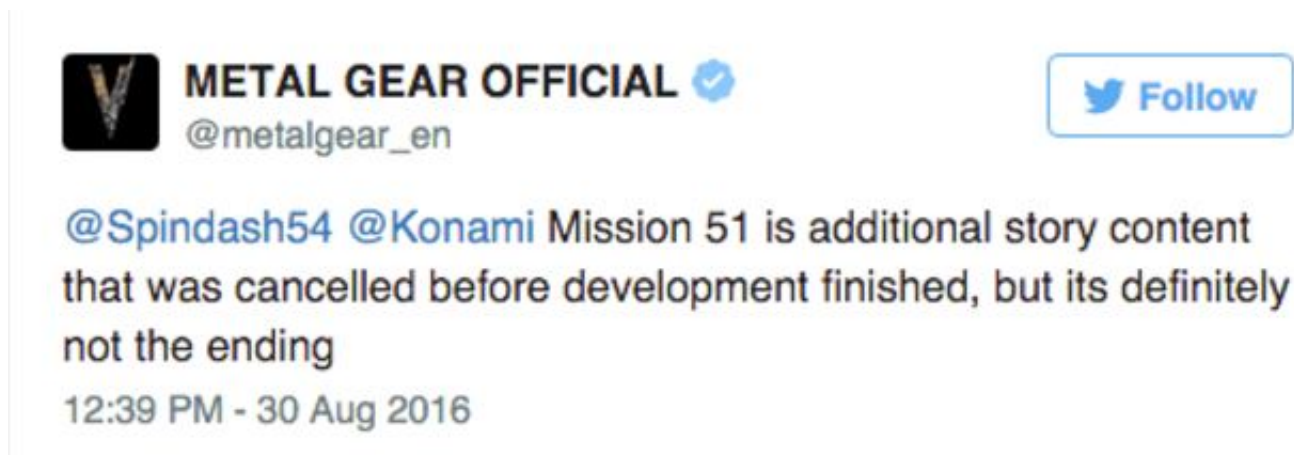 METAL GEAR OFFICIAL
@metalgear_en
Follow
@Spindash54 @Konami Mission 51 is additional story content
that was cancelled before development finished, but its definitely
not the ending
12:39 PM - 30 Aug 2016